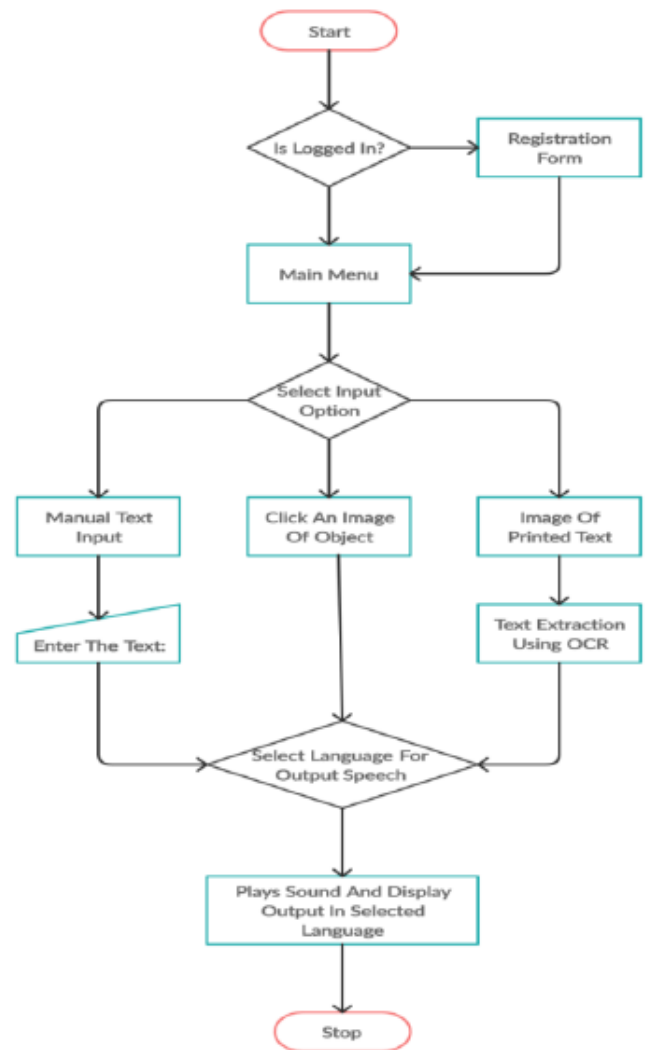 Start
Is Logged In?
Registration
Form
Main Menu
Select Input
Option
Manual Text
Input
Click An Image
Of Object
Image Of
Printed Text
Enter The Text:
Text Extraction
Using OCR
Select Language For
Output Speech
Plays Sound And Display
Output In Selected
Language
Stop